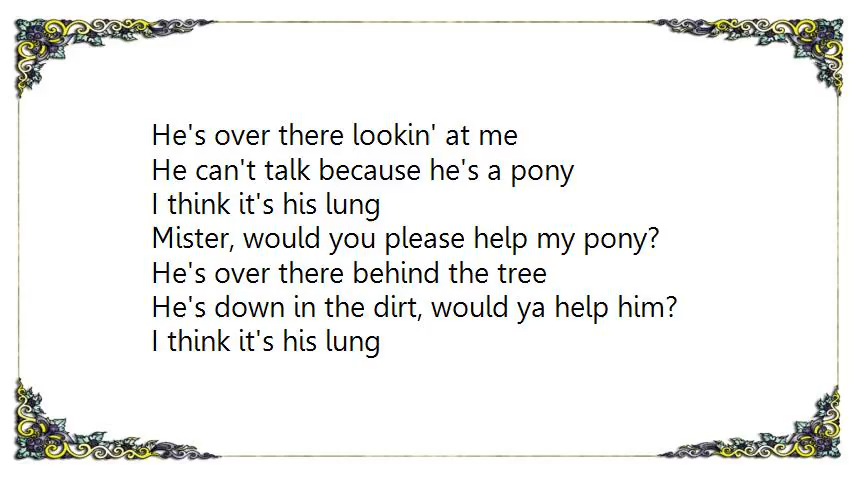 He's over there lookin' at me
He can't talk because he's a pony
I think it's his lung
Mister, would you please help my pony?
He's over there behind the tree
He's down in the dirt, would ya help him?
I think it's his lung